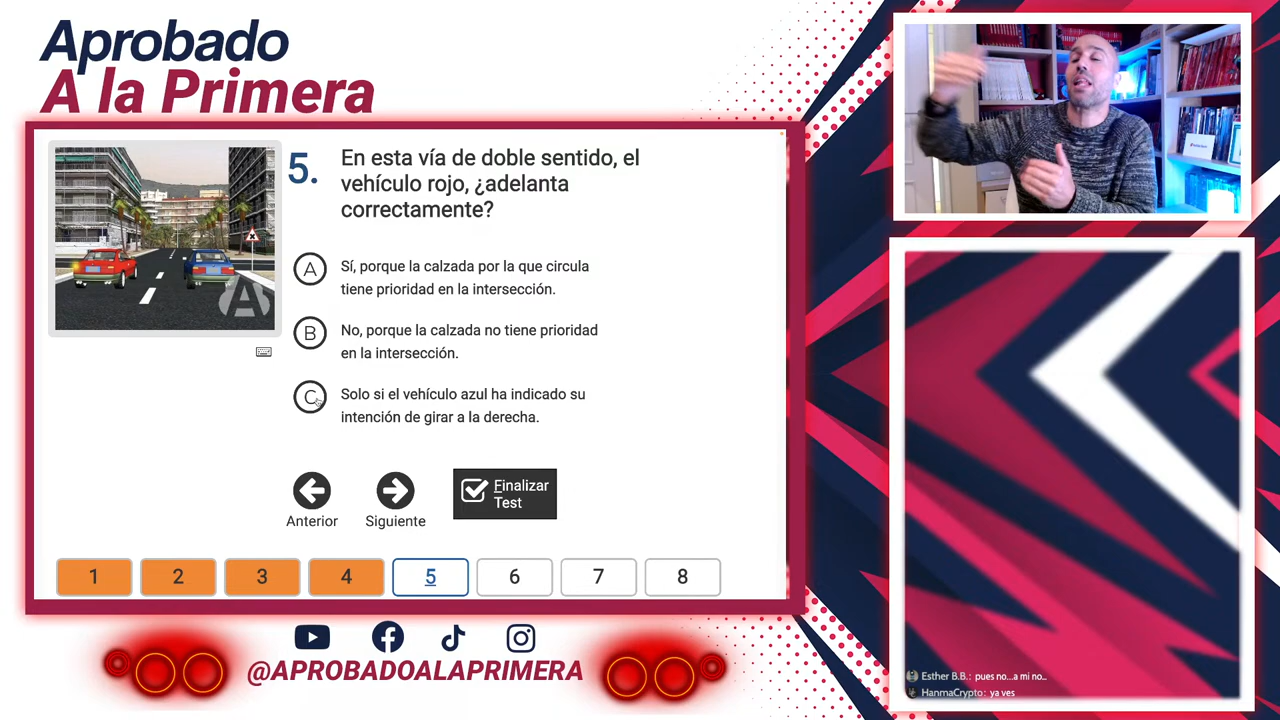 Aprobado
A la Primera
5.
En esta vía de doble sentido, el
vehículo rojo, ¿adelanta
correctamente?
A
Sí, porque la calzada por la que circula
tiene prioridad en la intersección.
B
No, porque la calzada no tiene prioridad
en la intersección.
C
Solo si el vehículo azul ha indicado su
intención de girar a la derecha.
A
Anterior
Siguiente
Finalizar
Test
1 2 3 4 5 6 7 8
@APROBADOALAPRIMERA
Esther B.B.: pues no...a mi no..
HanmaCrypto: ya ves